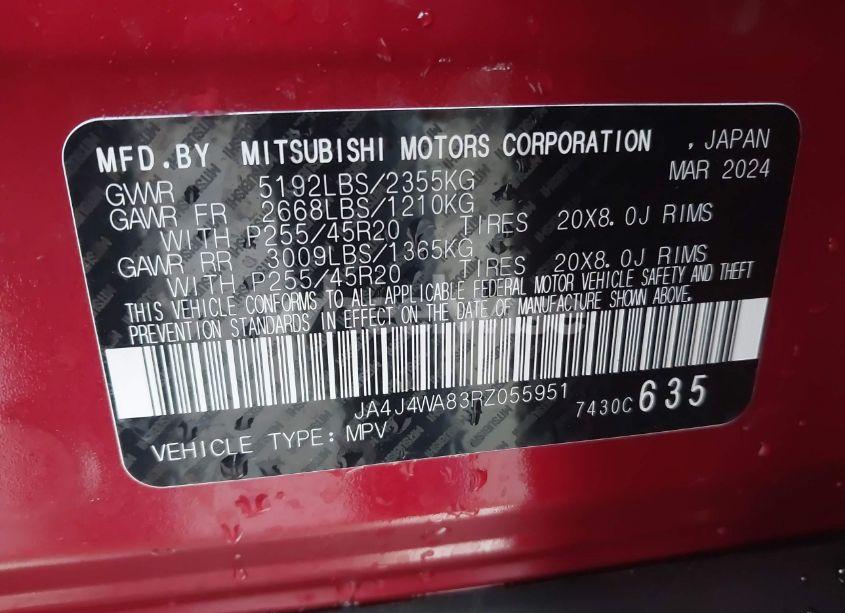 MFD.BY MITSUBISHI MOTORS CORPORATION , JAPAN
GVWR 5192LBS/2355KG MAR 2024
GAWR FR 2668LBS/1210KG TIRES 20X8.0J RIMS
WITH P255/45R20
GAWR RR 3009LBS/1365KG TIRES 20X8.0J RIMS
WITH P255/45R20
THIS VEHICLE CONFORMS TO ALL APPLICABLE FEDERAL MOTOR VEHICLE SAFETY AND THEFT
PREVENTION STANDARDS IN EFFECT ON THE DATE OF MANUFACTURE SHOWN ABOVE.
JA4J4WA83RZ055951 7430C 635
VEHICLE TYPE: MPV